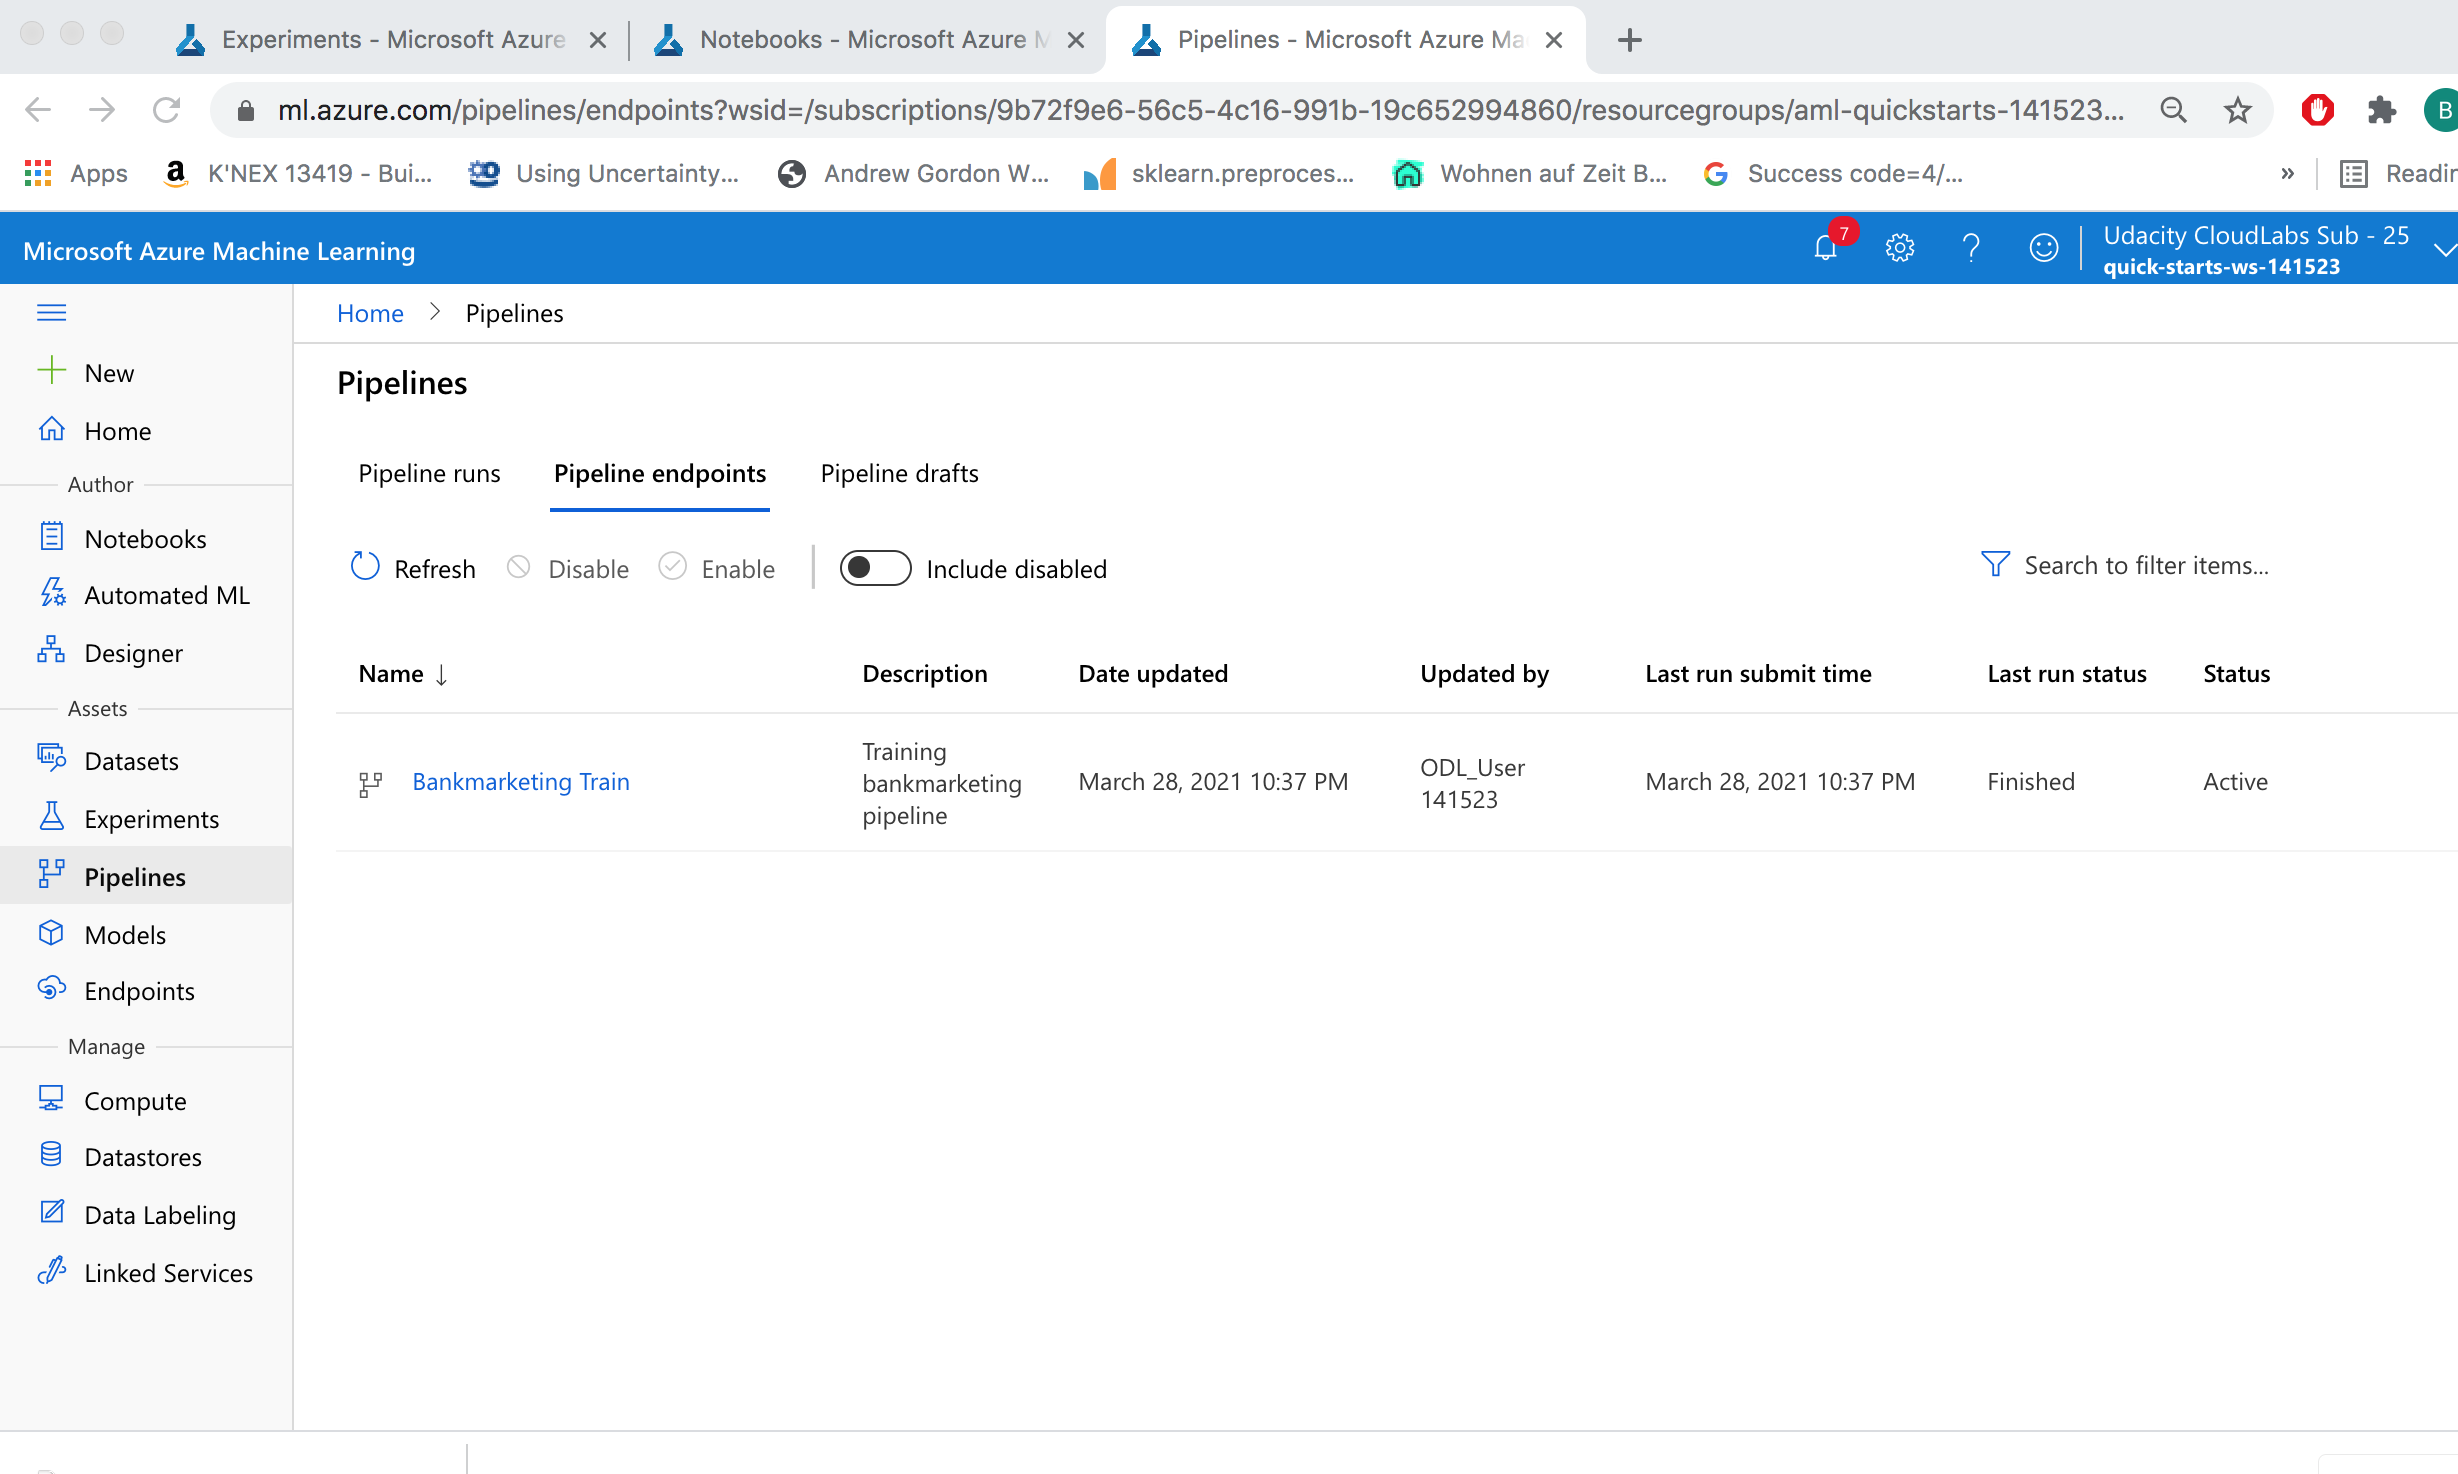 Experiments - Microsoft Azure
Notebooks - Microsoft Azure M
Pipelines - Microsoft Azure Ma
ml.azure.com/pipelines/endpoints?wsid=/subscriptions/9b72f9e6-56c5-4c16-991b-19c652994860/resourcegroups/aml-quickstarts-141523...
B
Apps
K'NEX 13419 - Bui...
Using Uncertainty...
Andrew Gordon W...
sklearn.preproces...
Wohnen auf Zeit B...
Success code=4/...
»
Readin
Microsoft Azure Machine Learning
7
Udacity CloudLabs Sub - 25
quick-starts-ws-141523
Home > Pipelines
New
Home
Author
Notebooks
Automated ML
Designer
Assets
Datasets
Experiments
Pipelines
Models
Endpoints
Manage
Compute
Datastores
Data Labeling
Linked Services
Pipelines
Pipeline runs
Pipeline endpoints
Pipeline drafts
Refresh
Disable
Enable
Include disabled
Search to filter items...
Name ↓ Description Date updated Updated by Last run submit time Last run status Status
Bankmarketing Train
Training
bankmarketing
pipeline
March 28, 2021 10:37 PM
ODL_User
141523
March 28, 2021 10:37 PM
Finished
Active